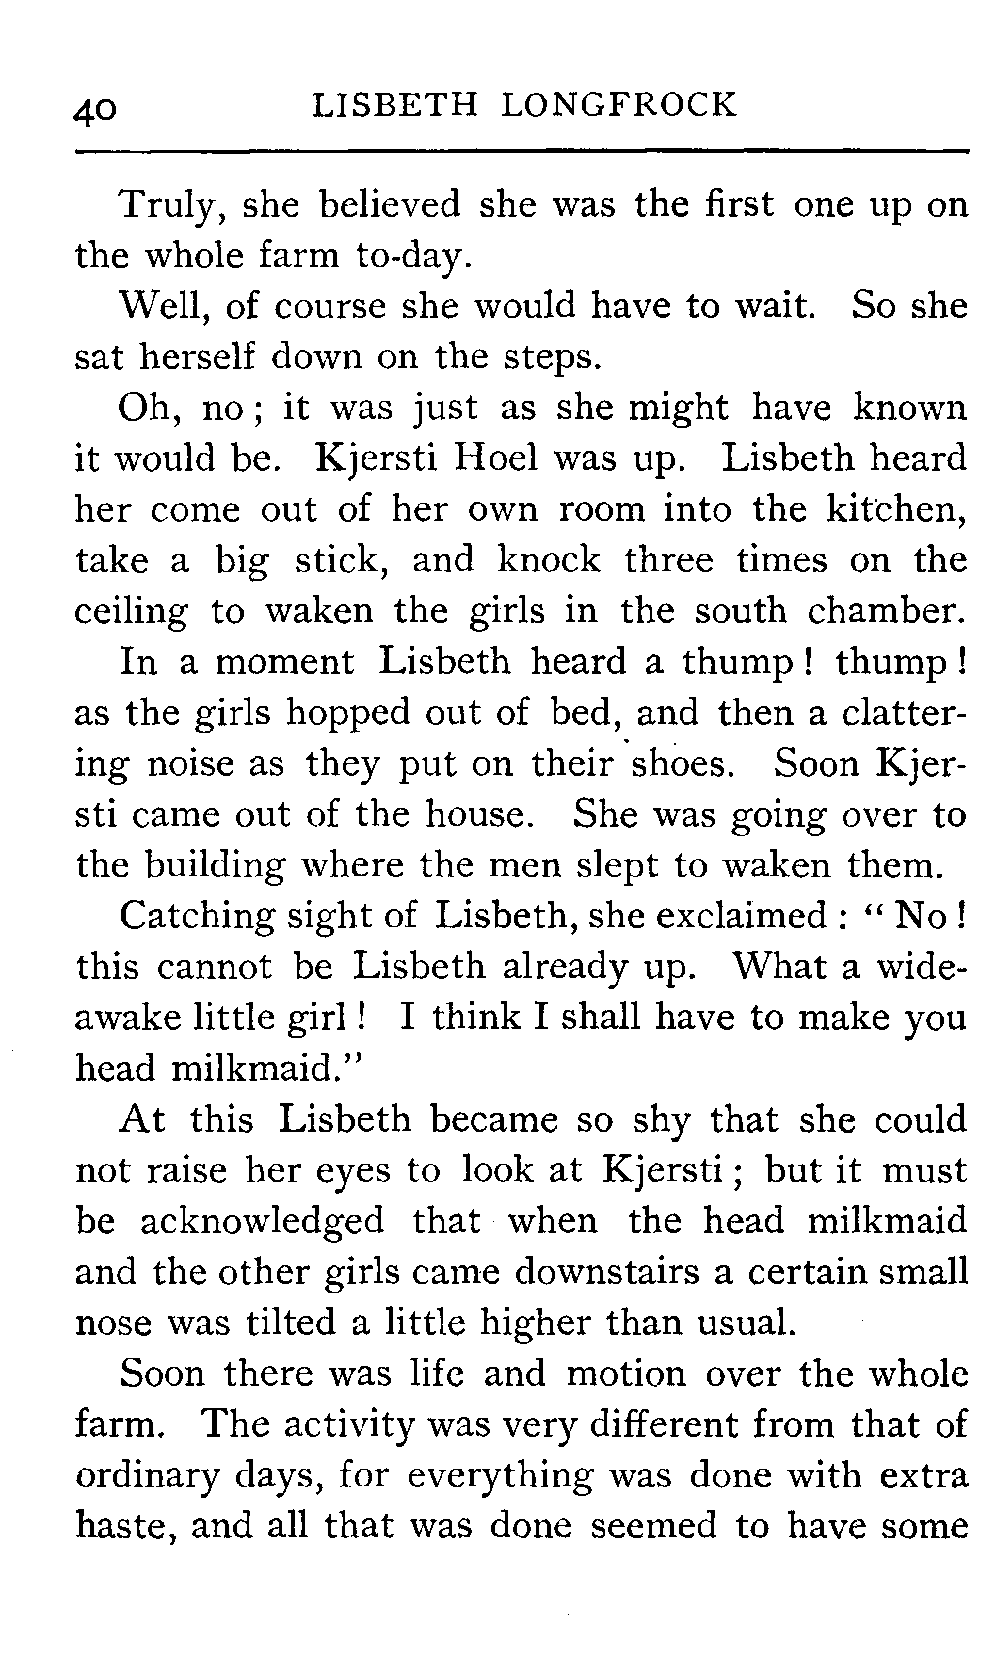 40 LISBETH LONGFROCK
Truly, she believed she was the first one up on
the whole farm to-day.
Well, of course she would have to wait. So she
sat herself down on the steps.
Oh, no; it was just as she might have known
it would be. Kjersti Hoel was up. Lisbeth heard
her come out of her own room into the kitchen,
take a big stick, and knock three times on the
ceiling to waken the girls in the south chamber.
In a moment Lisbeth heard a thump! thump!
as the girls hopped out of bed, and then a clatter-
ing noise as they put on their shoes. Soon Kjer-
sti came out of the house. She was going over to
the building where the men slept to waken them.
Catching sight of Lisbeth, she exclaimed: "No!
this cannot be Lisbeth already up. What a wide-
awake little girl! I think I shall have to make you
head milkmaid."
At this Lisbeth became so shy that she could
not raise her eyes to look at Kjersti; but it must
be acknowledged that when the head milkmaid
and the other girls came downstairs a certain small
nose was tilted a little higher than usual.
Soon there was life and motion over the whole
farm. The activity was very different from that of
ordinary days, for everything was done with extra
haste, and all that was done seemed to have some